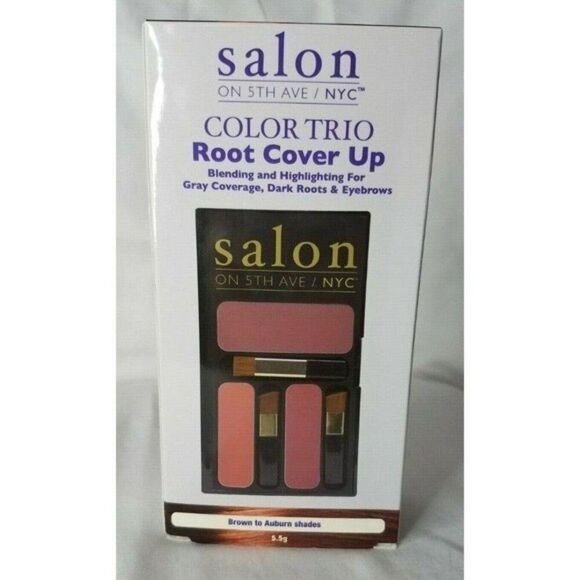 salon
ON 5TH AVE / NYC™
COLOR TRIO
Root Cover Up
Blending and Highlighting For
Gray Coverage, Dark Roots & Eyebrows
salon
ON 5TH AVE / NYC
Brown to Auburn shades
5.5g